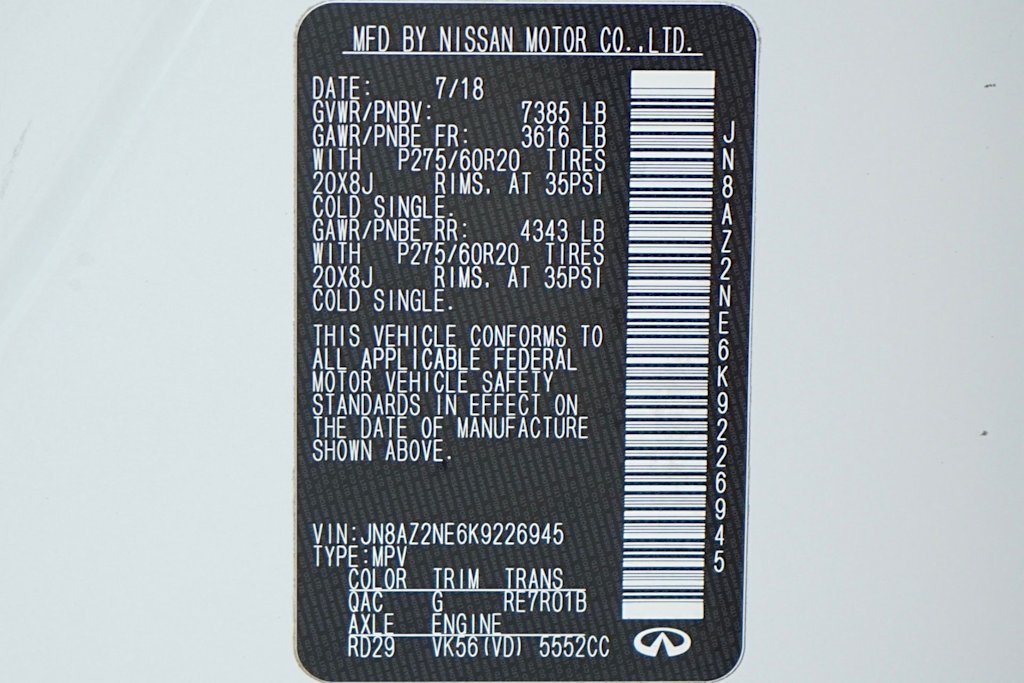 MFD BY NISSAN MOTOR CO.,LTD.
DATE: 7/18
GVWR/PNBV: 7385 LB
GAWR/PNBE FR: 3616 LB
WITH P275/60R20 TIRES
20X8J RIMS, AT 35PSI
COLD SINGLE.
GAWR/PNBE RR: 4343 LB
WITH P275/60R20 TIRES
20X8J RIMS, AT 35PSI
COLD SINGLE.
THIS VEHICLE CONFORMS TO
ALL APPLICABLE FEDERAL
MOTOR VEHICLE SAFETY
STANDARDS IN EFFECT ON
THE DATE OF MANUFACTURE
SHOWN ABOVE.
VIN:JN8AZ2NE6K9226945
TYPE:MPV
COLOR TRIM TRANS
QAC G RE7R01B
AXLE ENGINE
RD29 VK56(VD) 5552CC
JN8AZ2NE6K9226945